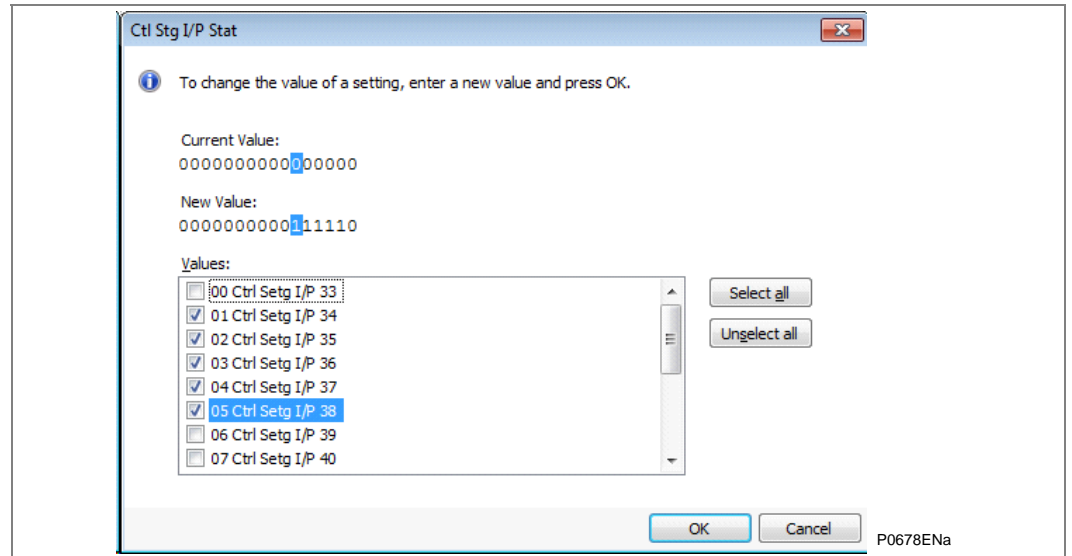 Ctl Stg I/P Stat
To change the value of a setting, enter a new value and press OK.
Current Value:
0000000000000000
New Value:
0000000000111110
Values:
00 Ctrl Setg I/P 33
01 Ctrl Setg I/P 34
02 Ctrl Setg I/P 35
03 Ctrl Setg I/P 36
04 Ctrl Setg I/P 37
05 Ctrl Setg I/P 38
06 Ctrl Setg I/P 39
07 Ctrl Setg I/P 40
Select all
Unselect all
OK
Cancel
P0678ENa